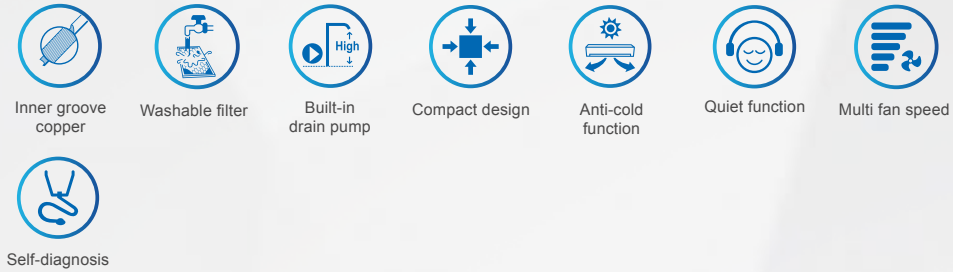 High
Inner groove
copper
Washable filter
Built-in
drain pump
Compact design
Anti-cold
function
Quiet function
Multi fan speed
Self-diagnosis